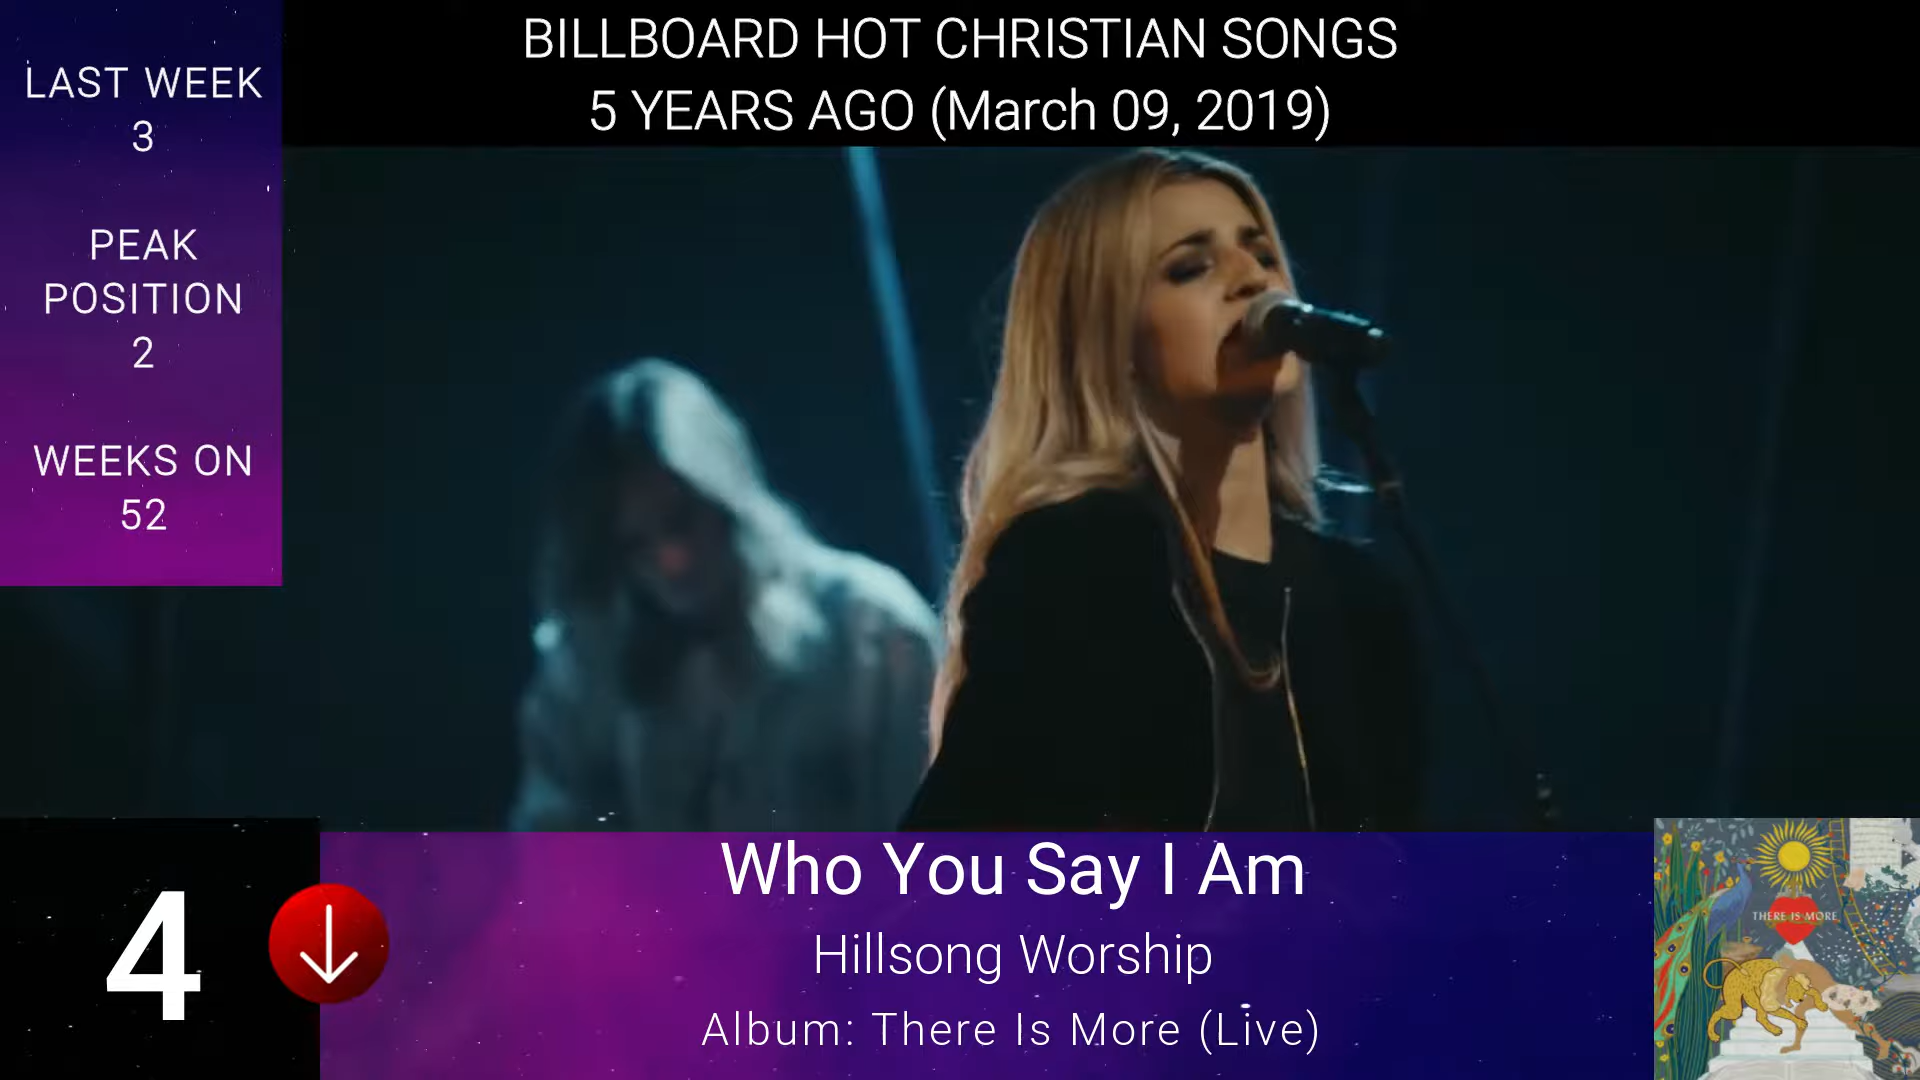 BILLBOARD HOT CHRISTIAN SONGS
5 YEARS AGO (March 09, 2019)
LAST WEEK
3
PEAK
POSITION
2
WEEKS ON
52
4
Who You Say I Am
Hillsong Worship
Album: There Is More (Live)
THERE IS MORE